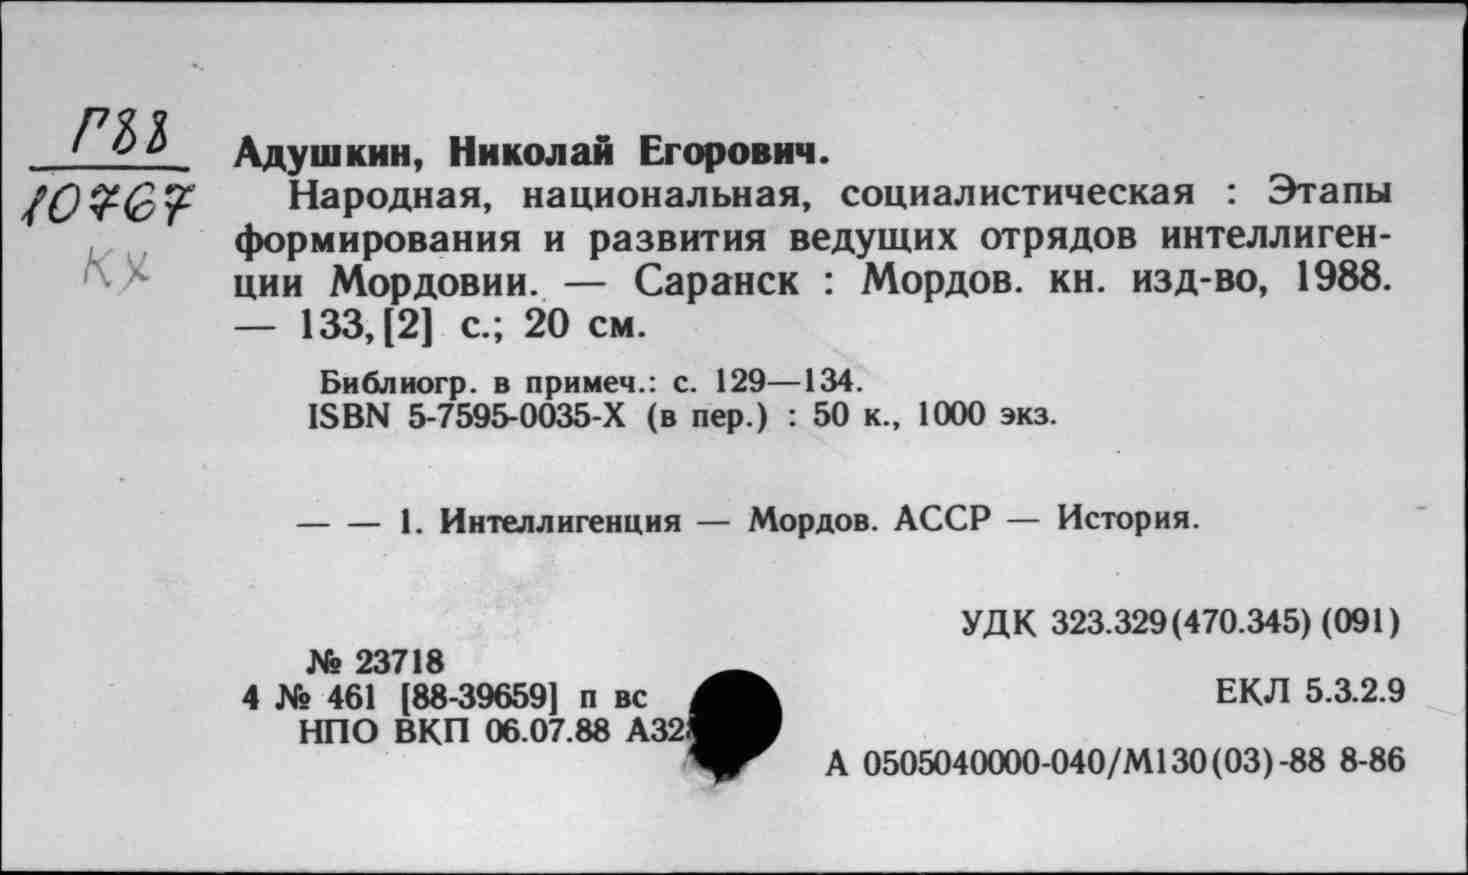 Г88
10767
КХ
Адушкин, Николай Егорович.
Народная, национальная, социалистическая : Этапы
формирования и развития ведущих отрядов интеллиген-
ции Мордовии. — Саранск : Мордов. кн. изд-во, 1988.
— 133,[2] с.; 20 см.
Библиогр. в примеч.: с. 129—134.
ISBN 5-7595-0035-X (в пер.) : 50 к., 1000 экз.
— — 1. Интеллигенция — Мордов. АССР — История.
УДК 323.329(470.345) (091)
№ 23718
4 № 461 [88-39659] п вс
ЕКЛ 5.3.2.9
НПО ВКП 06.07.88 А32
А 0505040000-040/М130(03)-88 8-86